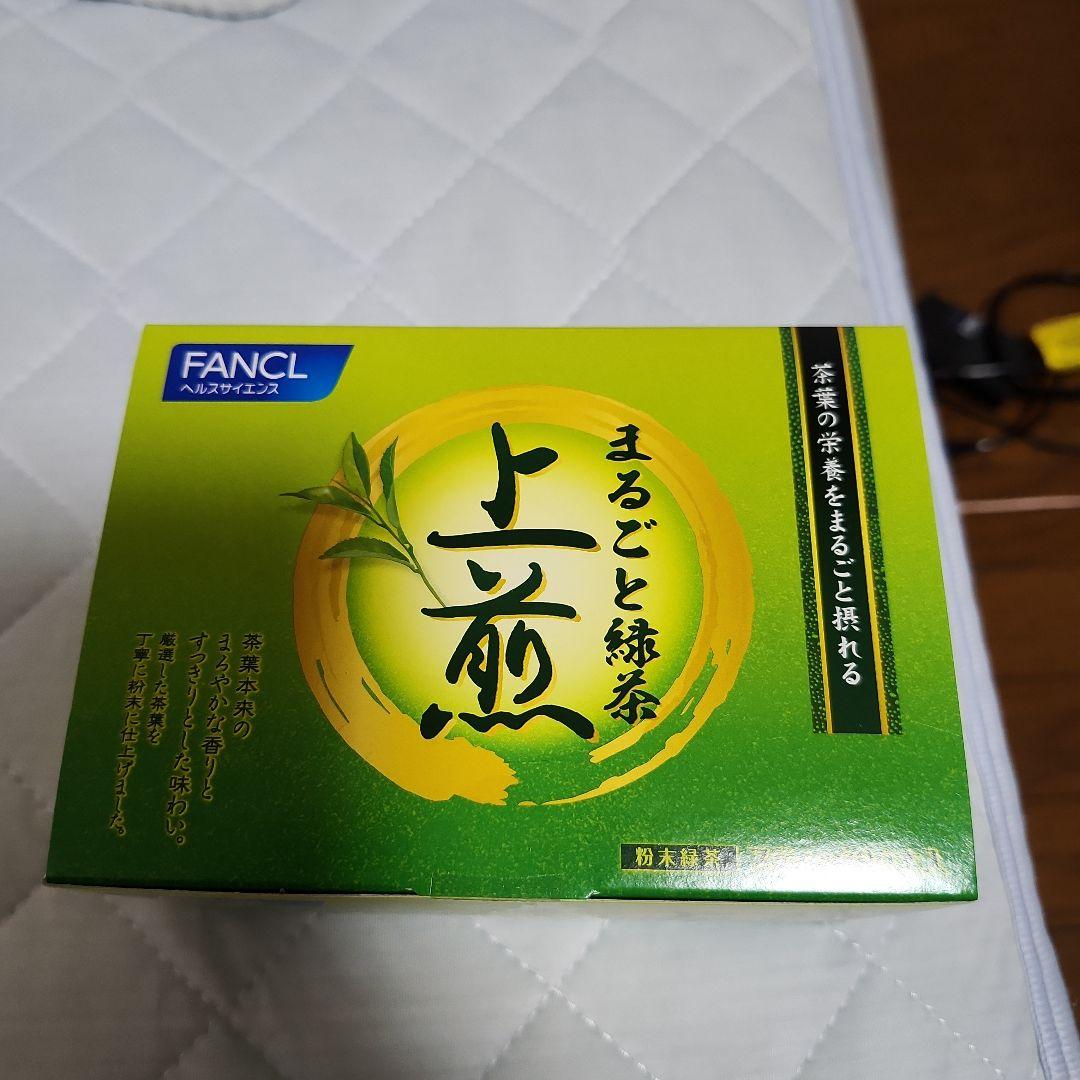 FANCL
ヘルスサイエンス
茶葉の栄養をまるごと摂れる
まるごと緑茶
上煎
茶葉本来の
まろやかな香りと
すっきりとした味わい。
厳選した茶葉を
丁寧に粉末に仕上げました。
粉末緑茶